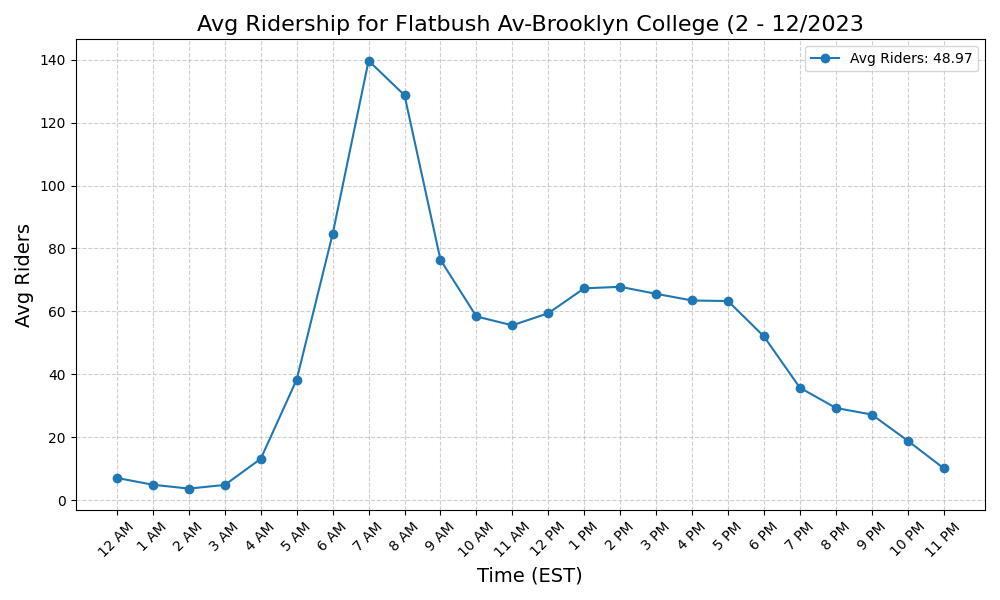 Avg Ridership for Flatbush Av-Brooklyn College (2 - 12/2023
Avg Riders: 48.97
Avg Riders
140
120
100
80
60
40
20
0
12 AM
1 AM
2 AM
3 AM
4 AM
5 AM
6 AM
7 AM
8 AM
9 AM
10 AM
11 AM
12 PM
1 PM
2 PM
3 PM
4 PM
5 PM
6 PM
7 PM
8 PM
9 PM
10 PM
11 PM
Time (EST)